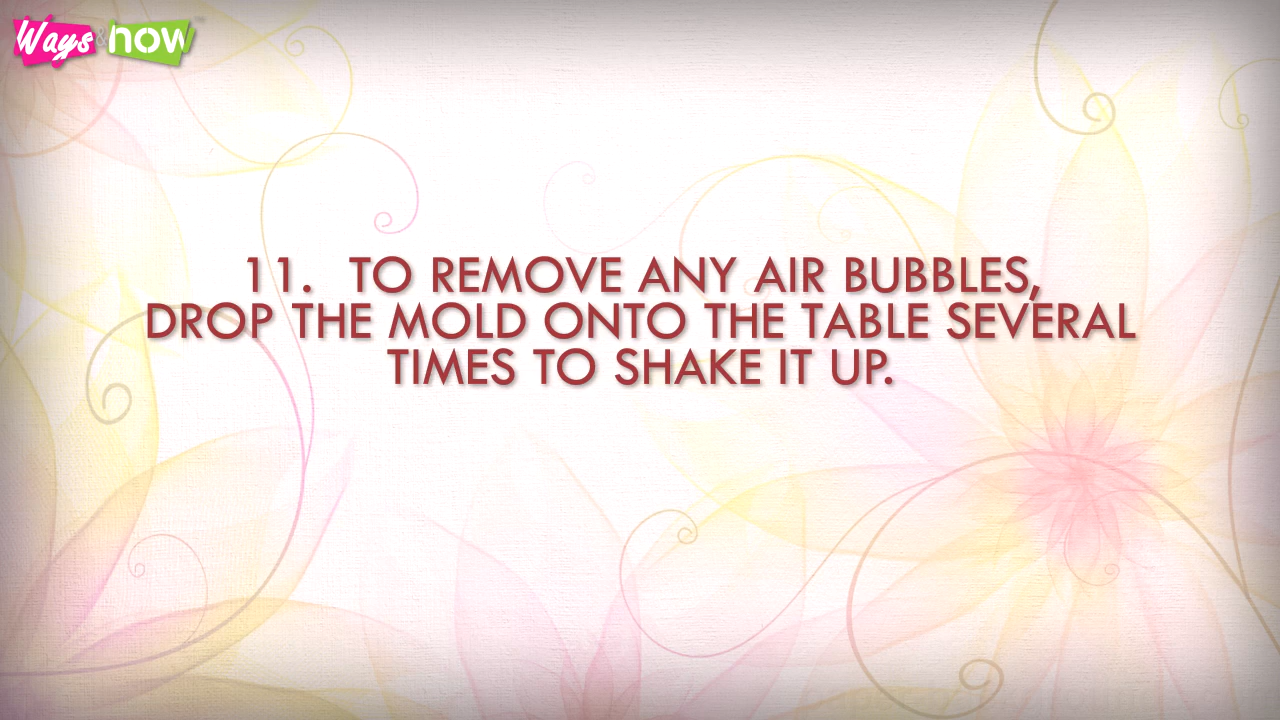 Ways & how
11. TO REMOVE ANY AIR BUBBLES,
DROP THE MOLD ONTO THE TABLE SEVERAL
TIMES TO SHAKE IT UP.